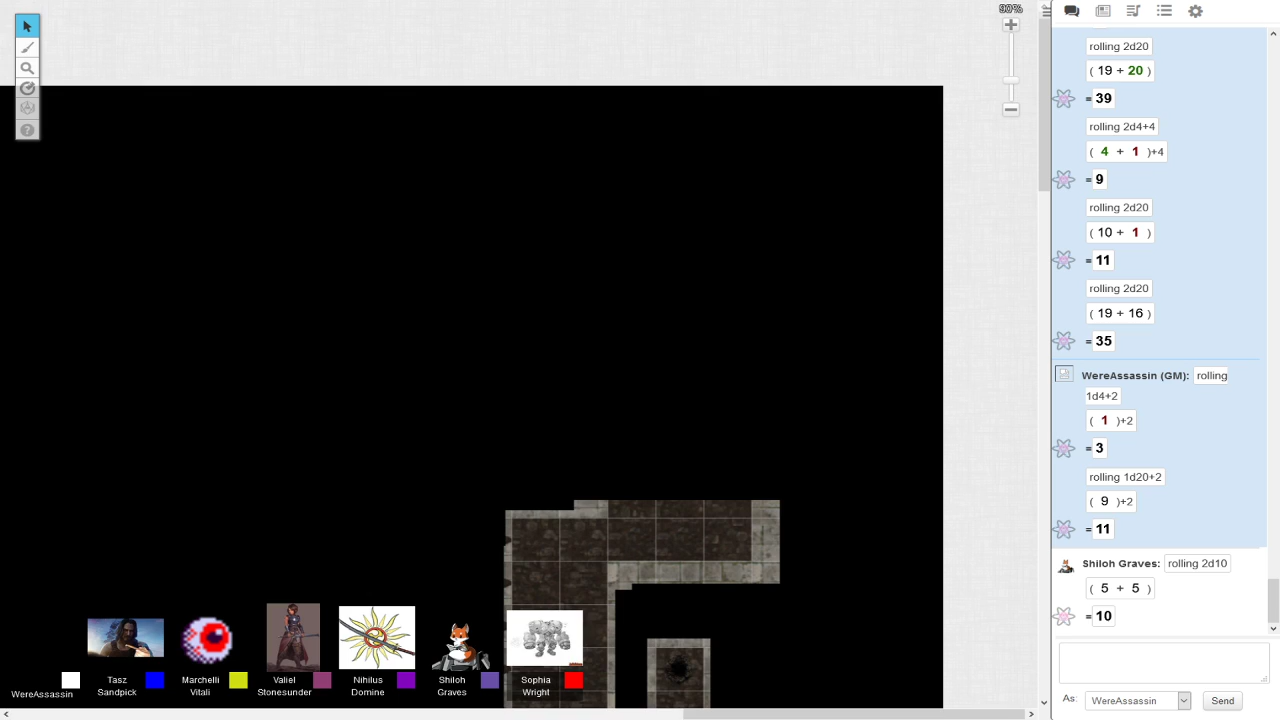 90%
rolling 2d20
( 19 + 20 )
= 39
rolling 2d4+4
( 4 + 1 )+4
= 9
rolling 2d20
( 10 + 1 )
= 11
rolling 2d20
( 19 + 16 )
= 35
WereAssassin (GM): rolling
1d4+2
( 1 )+2
= 3
rolling 1d20+2
( 9 )+2
= 11
Shiloh Graves: rolling 2d10
( 5 + 5 )
= 10
As: WereAssassin Send
WereAssassin
Tasz
Sandpick
Marchelli
Vitali
Valiel
Stonesunder
Nihilus
Domine
Shiloh
Graves
Sophia
Wright